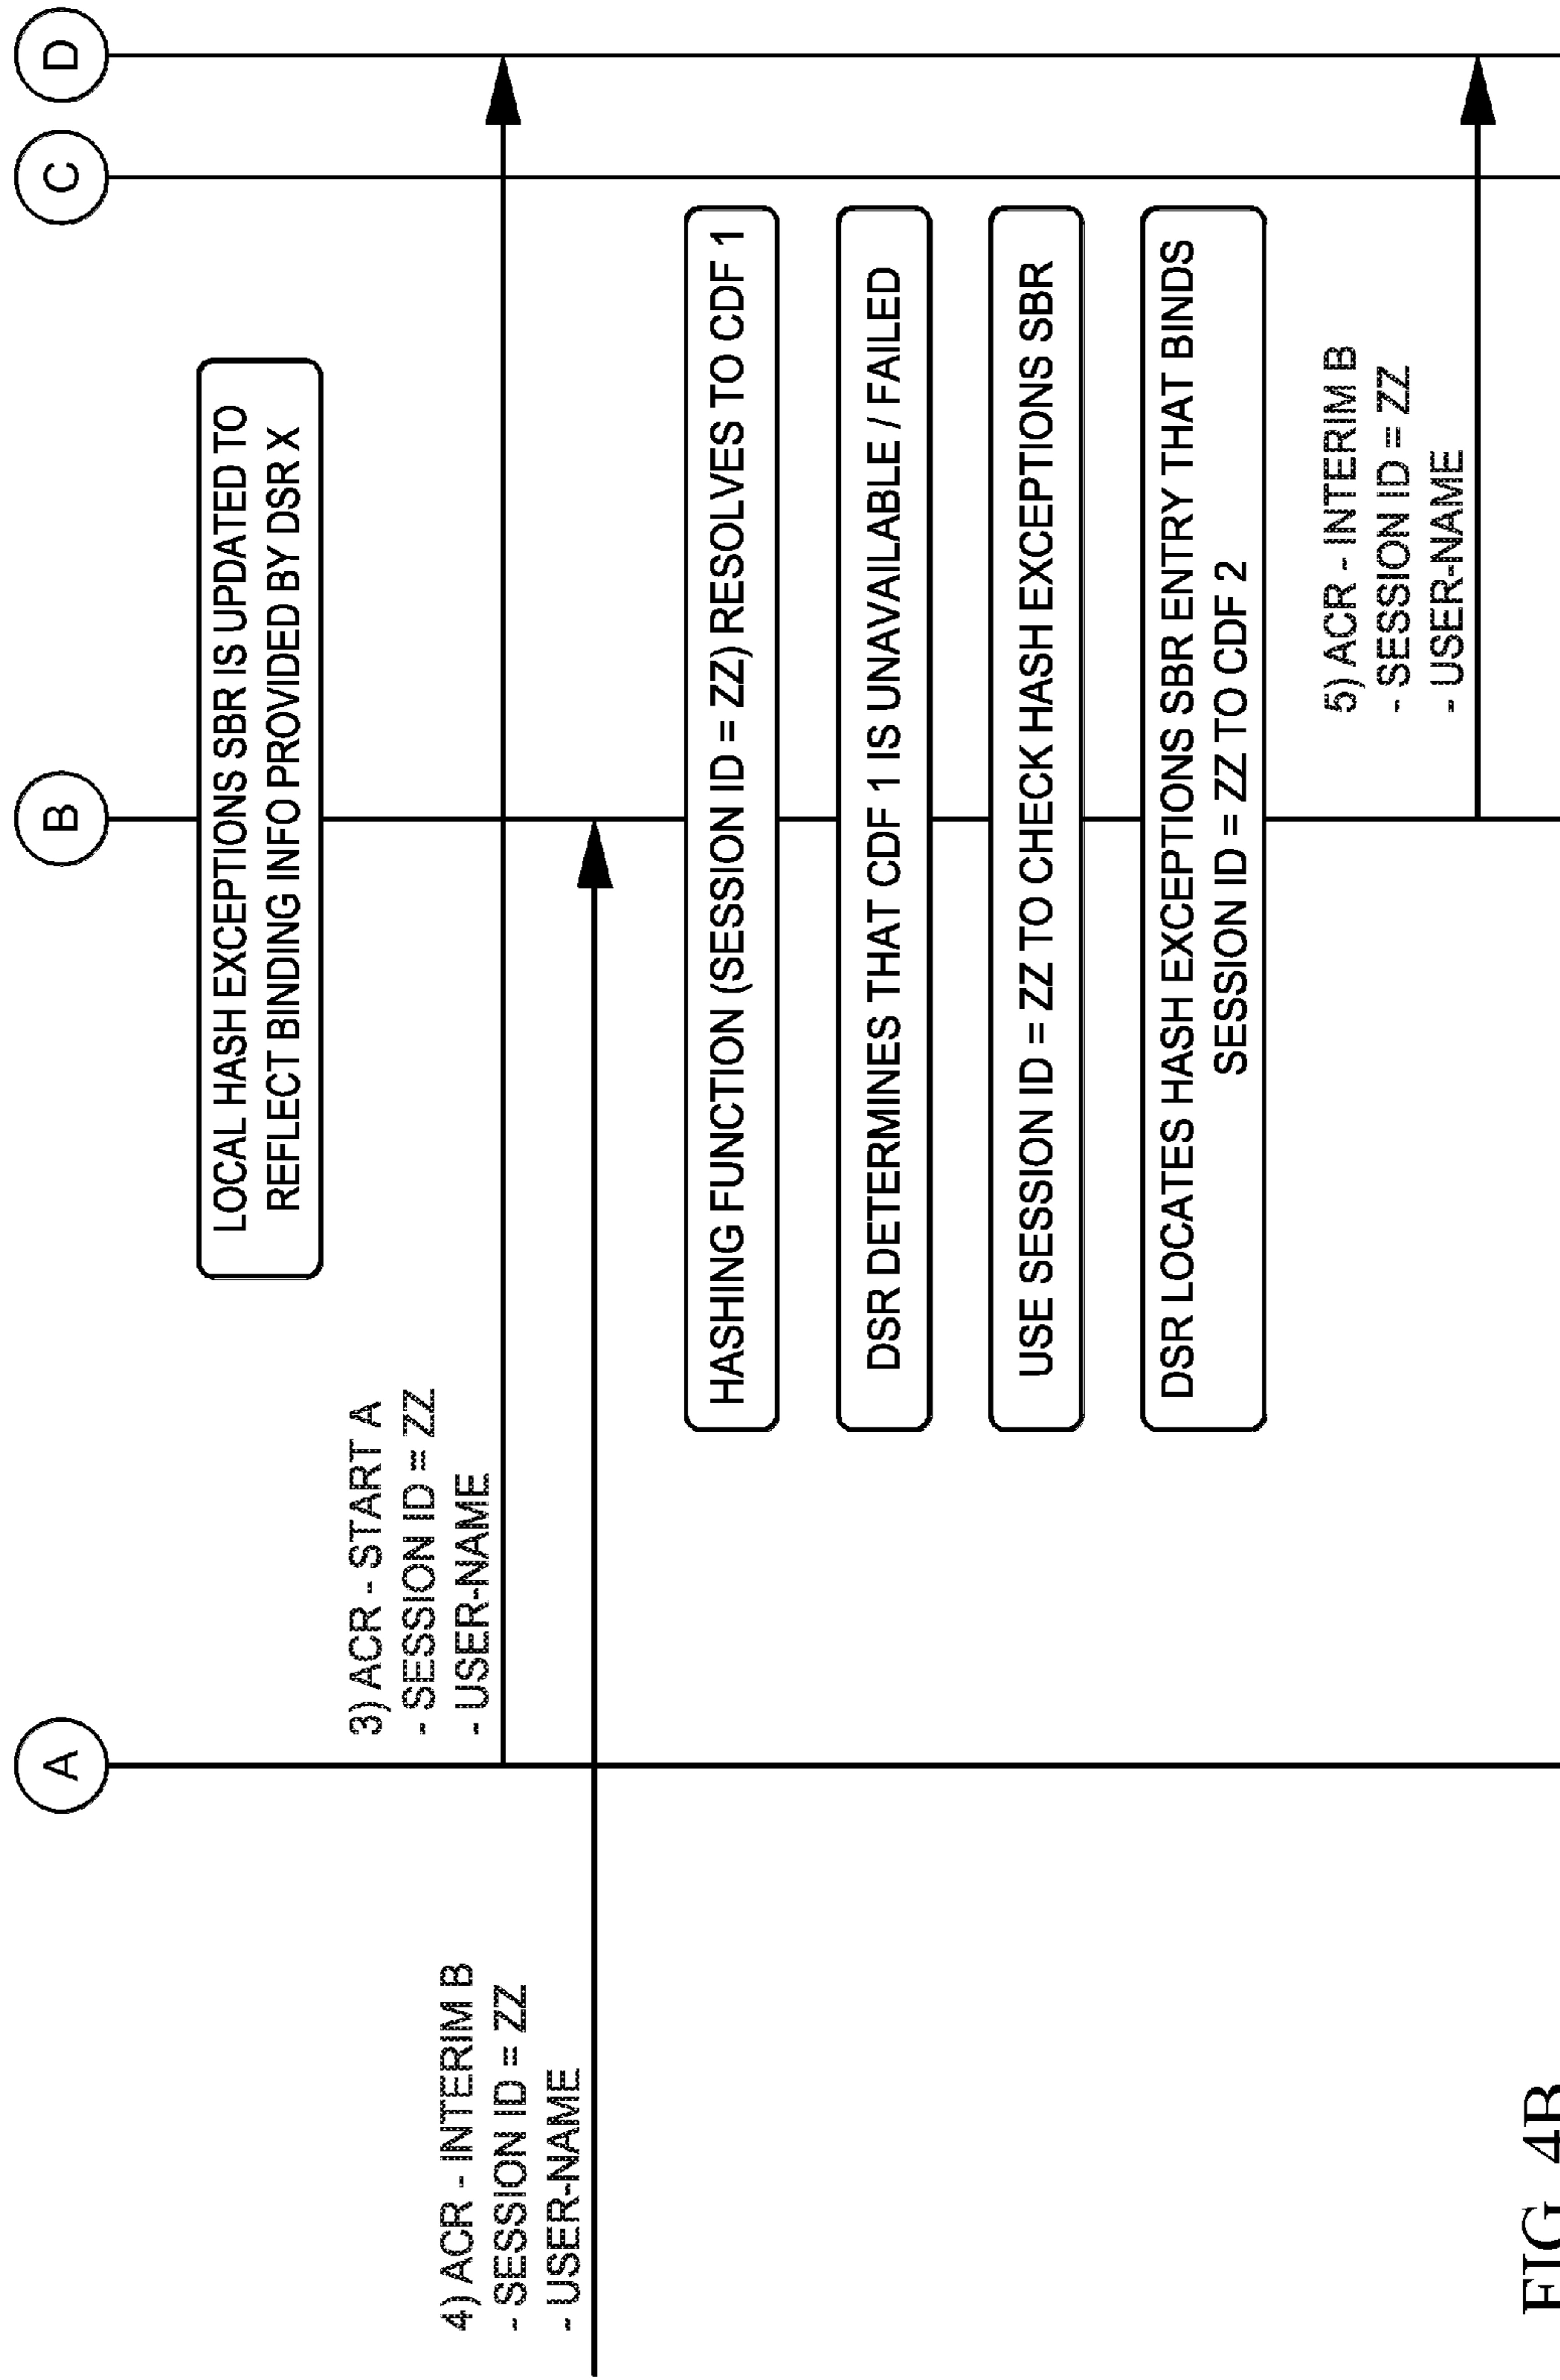 A
B
C
D
LOCAL HASH EXCEPTIONS SBR IS UPDATED TO
REFLECT BINDING INFO PROVIDED BY DSR X
3) ACR - START A
- SESSION ID = ZZ
- USER-NAME
4) ACR - INTERIM B
- SESSION ID = ZZ
- USER-NAME
HASHING FUNCTION (SESSION ID = ZZ) RESOLVES TO CDF 1
DSR DETERMINES THAT CDF 1 IS UNAVAILABLE / FAILED
USE SESSION ID = ZZ TO CHECK HASH EXCEPTIONS SBR
DSR LOCATES HASH EXCEPTIONS SBR ENTRY THAT BINDS
SESSION ID = ZZ TO CDF 2
5) ACR - INTERIM B
- SESSION ID = ZZ
- USER-NAME
FIG. 4B